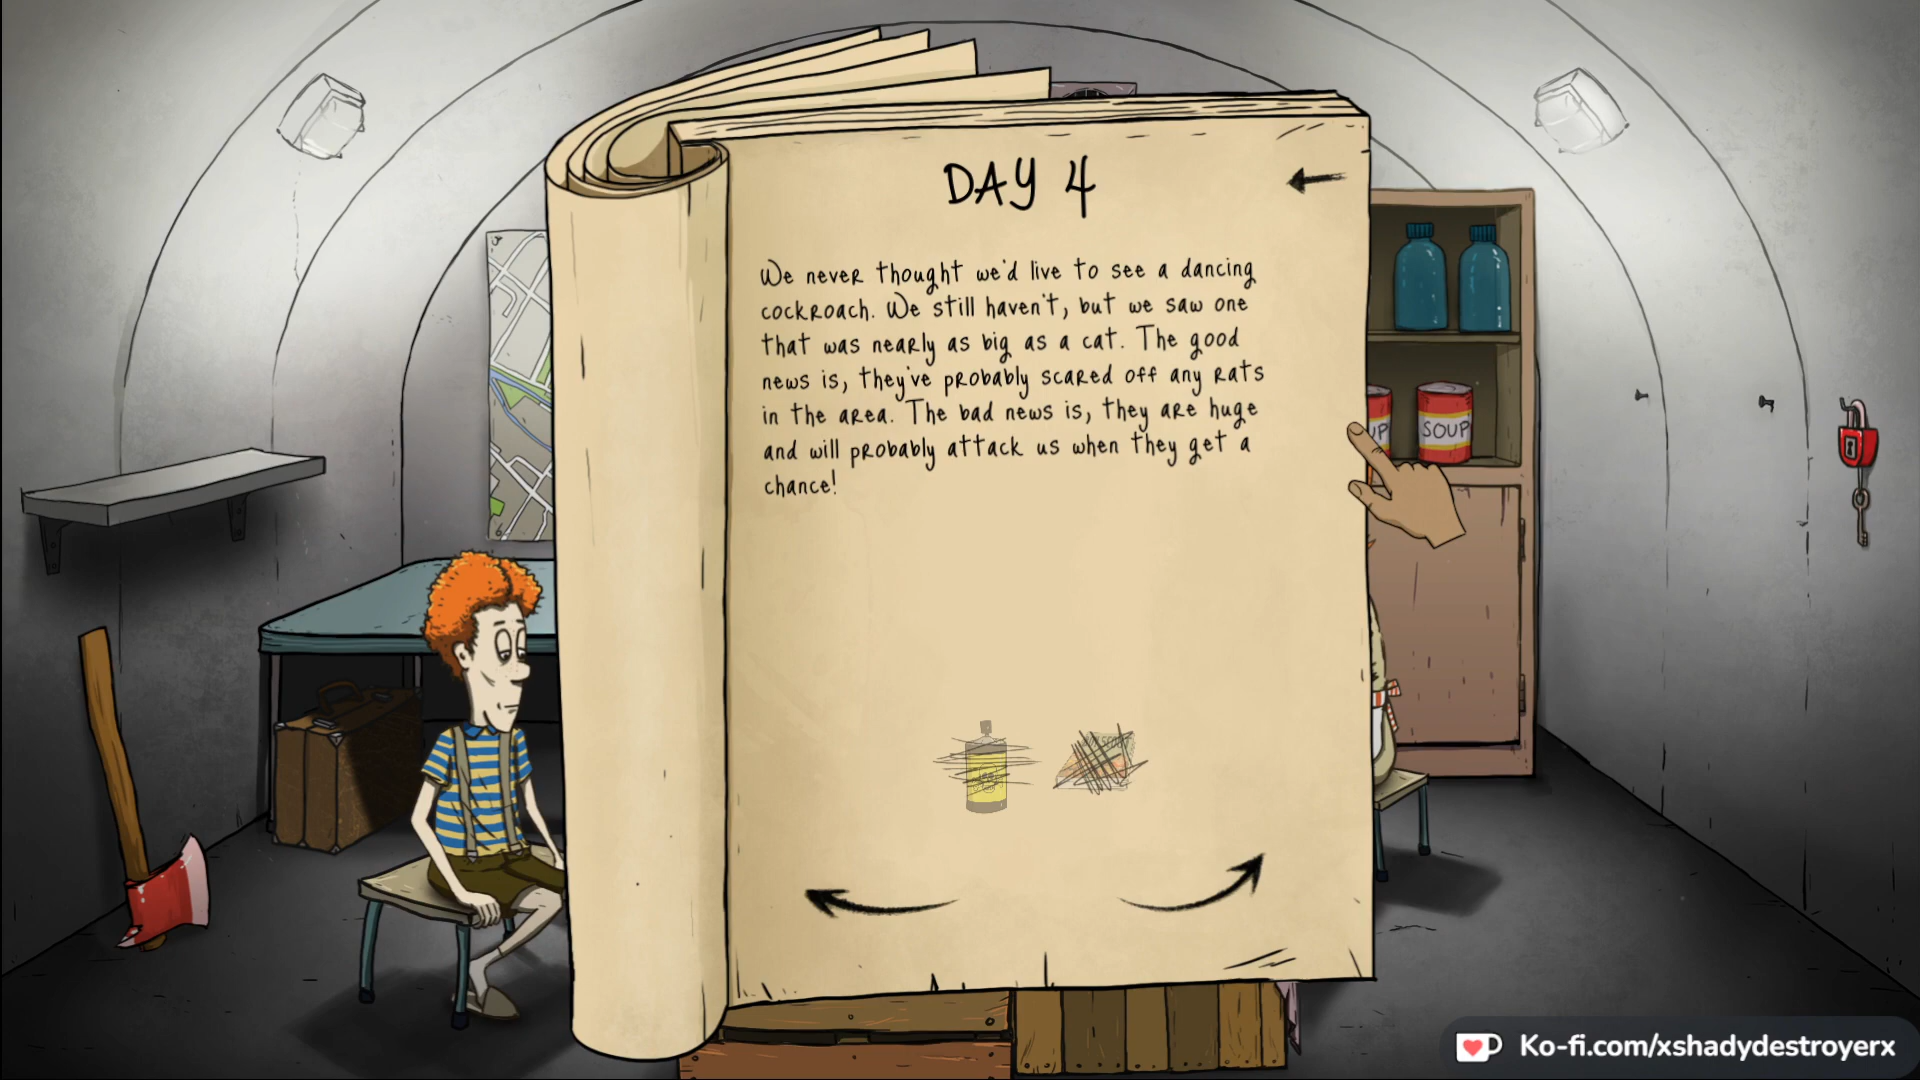 DAY 4
We never thought we'd live to see a dancing
cockroach. We still haven't, but we saw one
that was nearly as big as a cat. The good
news is, they've probably scared off any rats
in the area. The bad news is, they are huge
and will probably attack us when they get a
chance!
UP
SOUP
Ko-fi.com/xshadydestroyerx